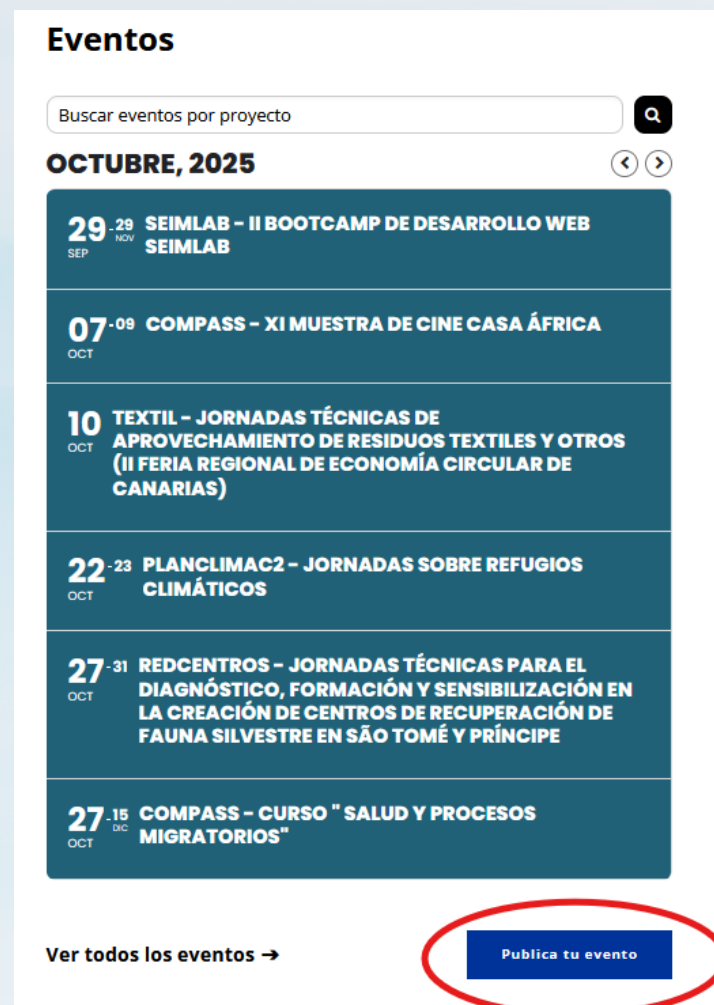 Eventos
Buscar eventos por proyecto
OCTUBRE, 2025
29 SEP - 29 NOV SEIMLAB – II BOOTCAMP DE DESARROLLO WEB
SEIMLAB
07 OCT - 09 COMPASS – XI MUESTRA DE CINE CASA ÁFRICA
10 OCT TEXTIL – JORNADAS TÉCNICAS DE
APROVECHAMIENTO DE RESIDUOS TEXTILES Y OTROS
(II FERIA REGIONAL DE ECONOMÍA CIRCULAR DE
CANARIAS)
22 OCT - 23 PLANCLIMAC2 – JORNADAS SOBRE REFUGIOS
CLIMÁTICOS
27 OCT - 31 REDCENTROS – JORNADAS TÉCNICAS PARA EL
DIAGNÓSTICO, FORMACIÓN Y SENSIBILIZACIÓN EN
LA CREACIÓN DE CENTROS DE RECUPERACIÓN DE
FAUNA SILVESTRE EN SÃO TOMÉ Y PRÍNCIPE
27 OCT - 15 DIC COMPASS – CURSO " SALUD Y PROCESOS
MIGRATORIOS"
Ver todos los eventos →
Publica tu evento